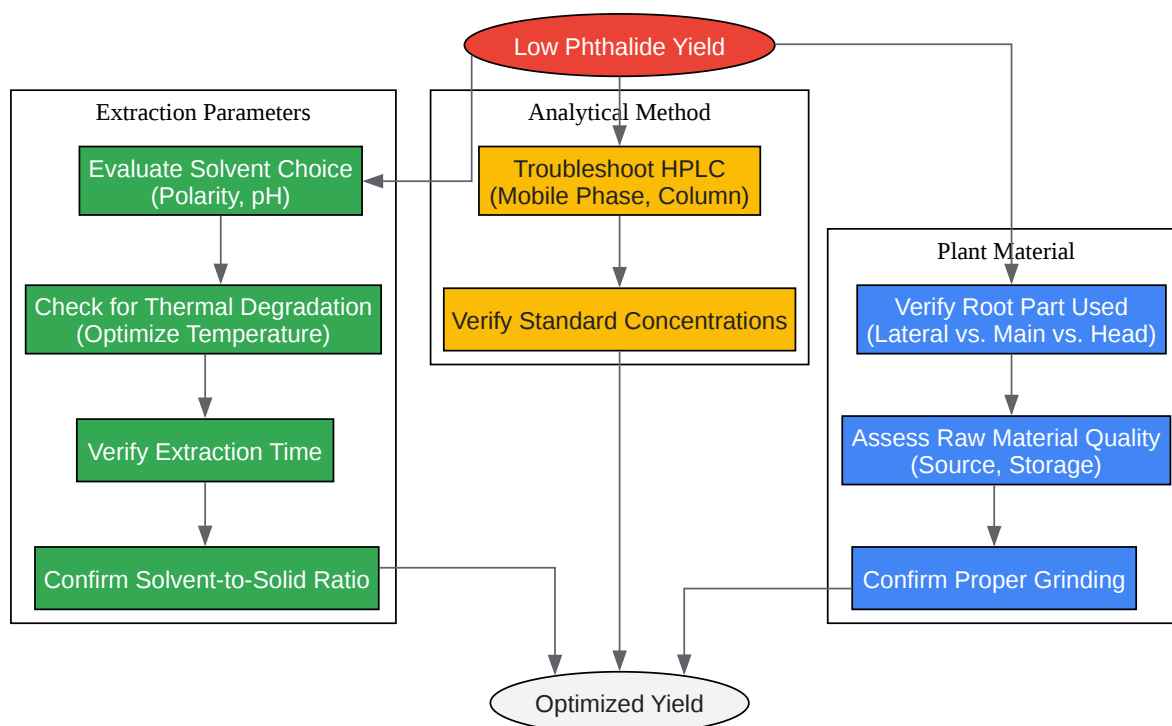 Low Phthalide Yield
Extraction Parameters
Evaluate Solvent Choice
(Polarity, pH)
Check for Thermal Degradation
(Optimize Temperature)
Verify Extraction Time
Confirm Solvent-to-Solid Ratio
Analytical Method
Troubleshoot HPLC
(Mobile Phase, Column)
Verify Standard Concentrations
Plant Material
Verify Root Part Used
(Lateral vs. Main vs. Head)
Assess Raw Material Quality
(Source, Storage)
Confirm Proper Grinding
Optimized Yield